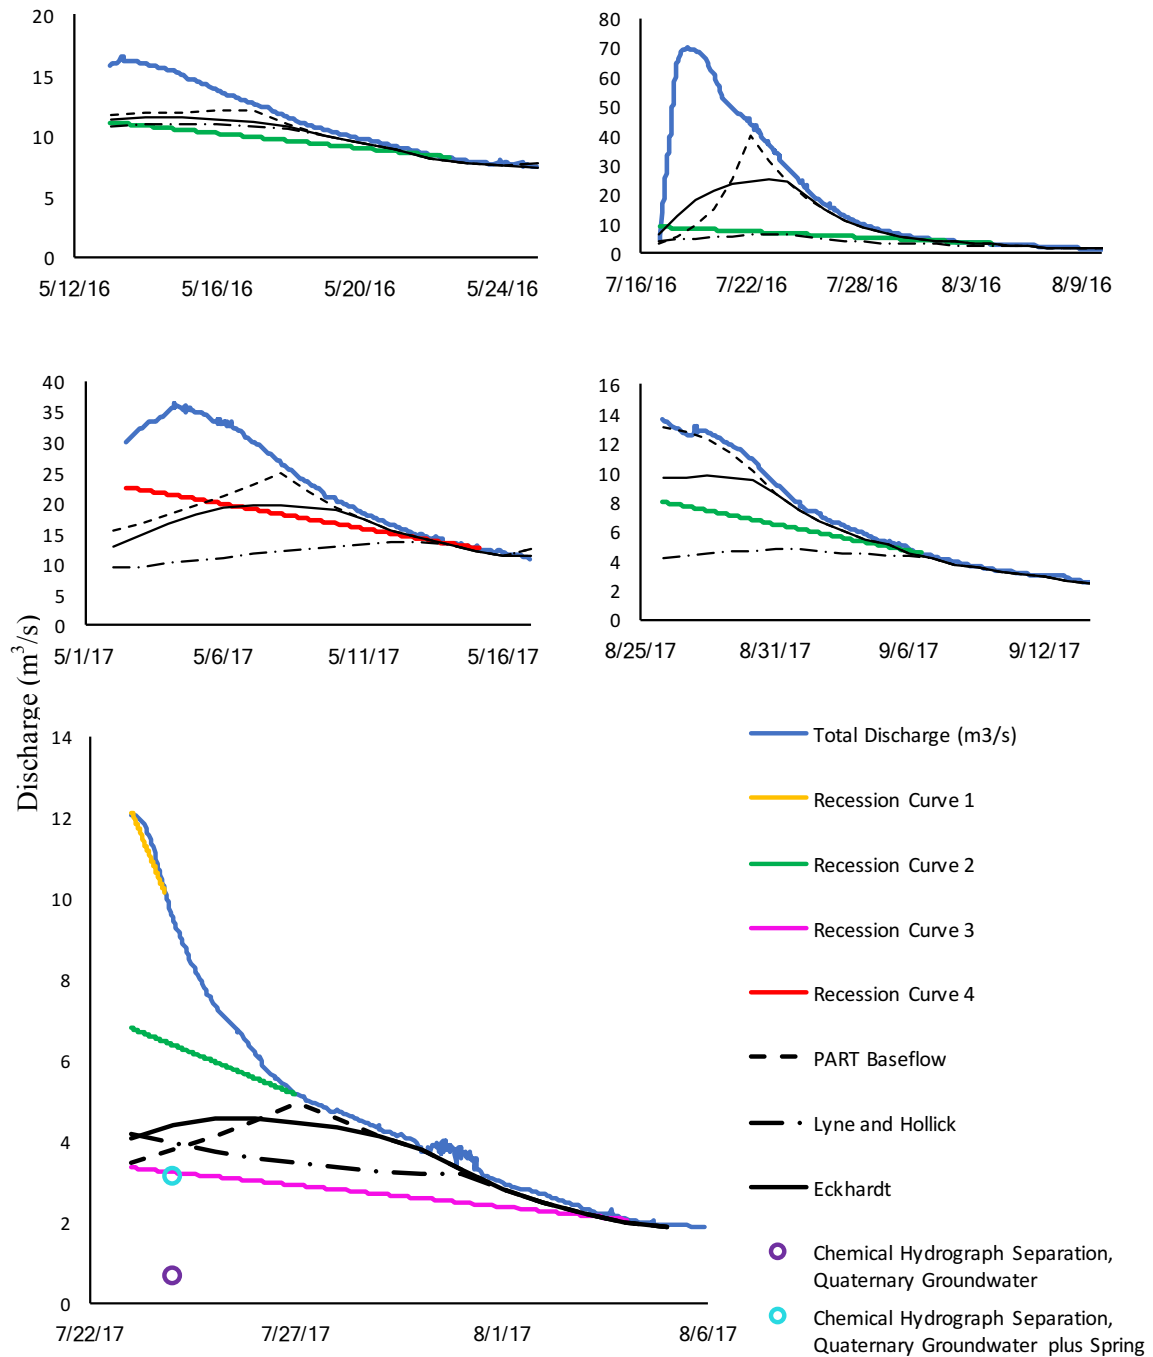 20
15
10
5
0
5/12/16 5/16/16 5/20/16 5/24/16
80
70
60
50
40
30
20
10
0
7/16/16 7/22/16 7/28/16 8/3/16 8/9/16
40
35
30
25
20
15
10
5
0
5/1/17 5/6/17 5/11/17 5/16/17
16
14
12
10
8
6
4
2
0
8/25/17 8/31/17 9/6/17 9/12/17
Discharge (m³/s)
14
12
10
8
6
4
2
0
7/22/17 7/27/17 8/1/17 8/6/17
Total Discharge (m3/s)
Recession Curve 1
Recession Curve 2
Recession Curve 3
Recession Curve 4
PART Baseflow
Lyne and Hollick
Eckhardt
Chemical Hydrograph Separation,
Quaternary Groundwater
Chemical Hydrograph Separation,
Quaternary Groundwater plus Spring